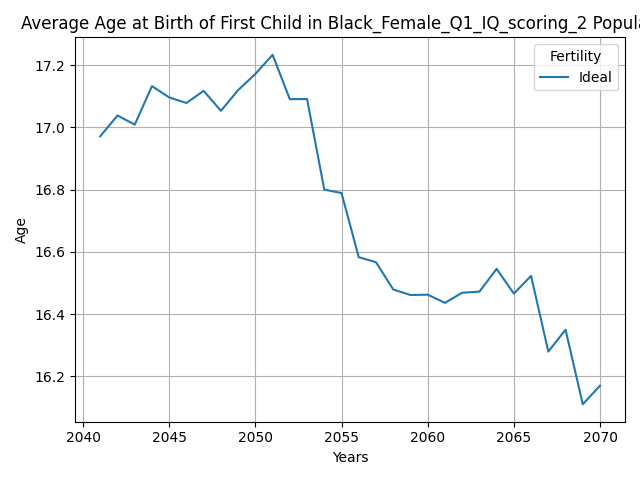 Average Age at Birth of First Child in Black_Female_Q1_IQ_scoring_2 Popula
17.2
17.0
16.8
16.6
16.4
16.2
Age
Fertility
Ideal
2040 2045 2050 2055 2060 2065 2070
Years